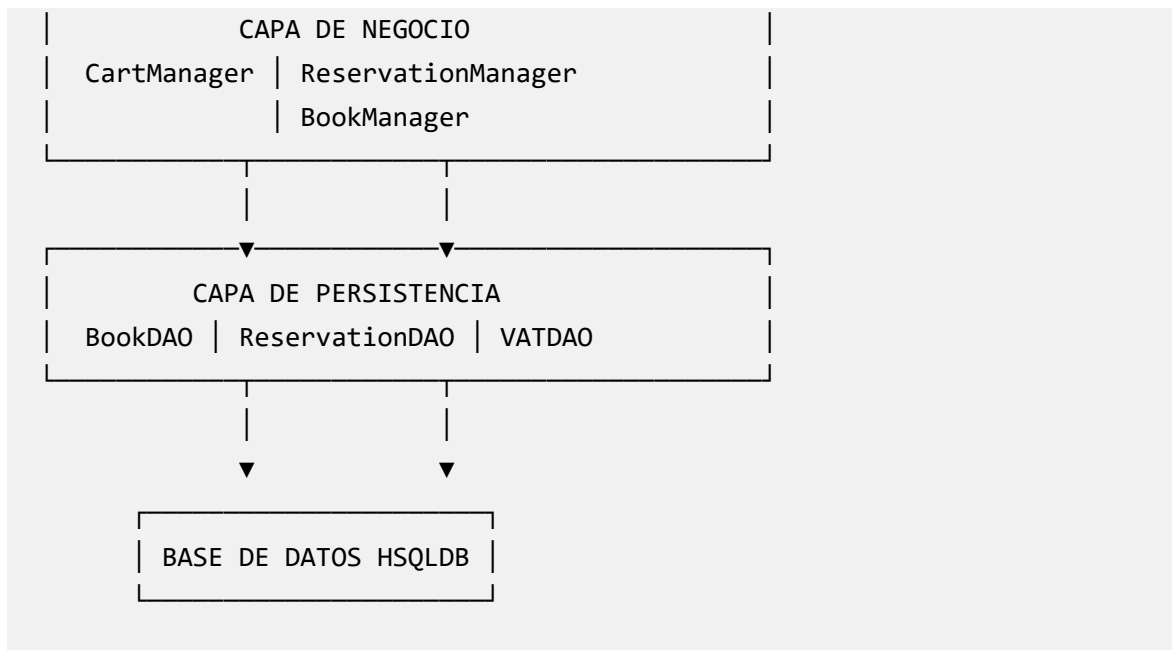 CAPA DE NEGOCIO
CartManager | ReservationManager
| BookManager
CAPA DE PERSISTENCIA
BookDAO | ReservationDAO | VATDAO
BASE DE DATOS HSQLDB